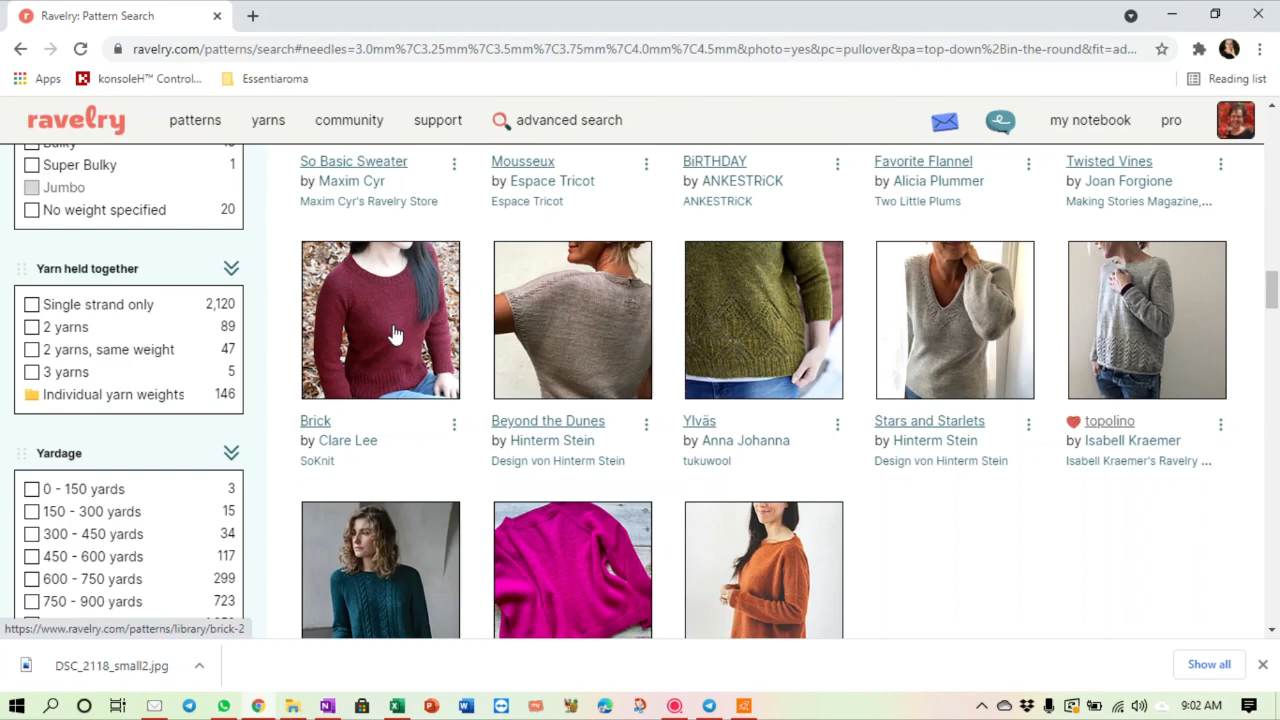 Ravelry: Pattern Search
ravelry.com/patterns/search#needles=3.0mm%7C3.25mm%7C3.5mm%7C3.75mm%7C4.0mm%7C4.5mm&photo=yes&pc=pullover&pa=top-down%2Bin-the-round&fit=ad...
Apps
konsoleH™ Control...
Essentiaroma
Reading list
ravelry
patterns
yarns
community
support
advanced search
my notebook
pro
Super Bulky 1
Jumbo
No weight specified 20
Yarn held together
Single strand only 2,120
2 yarns 89
2 yarns, same weight 47
3 yarns 5
Individual yarn weights 146
Yardage
0 - 150 yards 3
150 - 300 yards 15
300 - 450 yards 34
450 - 600 yards 117
600 - 750 yards 299
750 - 900 yards 723
So Basic Sweater
by Maxim Cyr
Maxim Cyr's Ravelry Store
Mousseux
by Espace Tricot
Espace Tricot
BiRTHDAY
by ANKESTRiCK
ANKESTRiCK
Favorite Flannel
by Alicia Plummer
Two Little Plums
Twisted Vines
by Joan Forgione
Making Stories Magazine,...
Brick
by Clare Lee
SoKnit
Beyond the Dunes
by Hinterm Stein
Design von Hinterm Stein
Ylväs
by Anna Johanna
tukuwool
Stars and Starlets
by Hinterm Stein
Design von Hinterm Stein
topolino
by Isabell Kraemer
Isabell Kraemer's Ravelry ...
https://www.ravelry.com/patterns/library/brick-2
DSC_2118_small2.jpg
Show all
9:02 AM